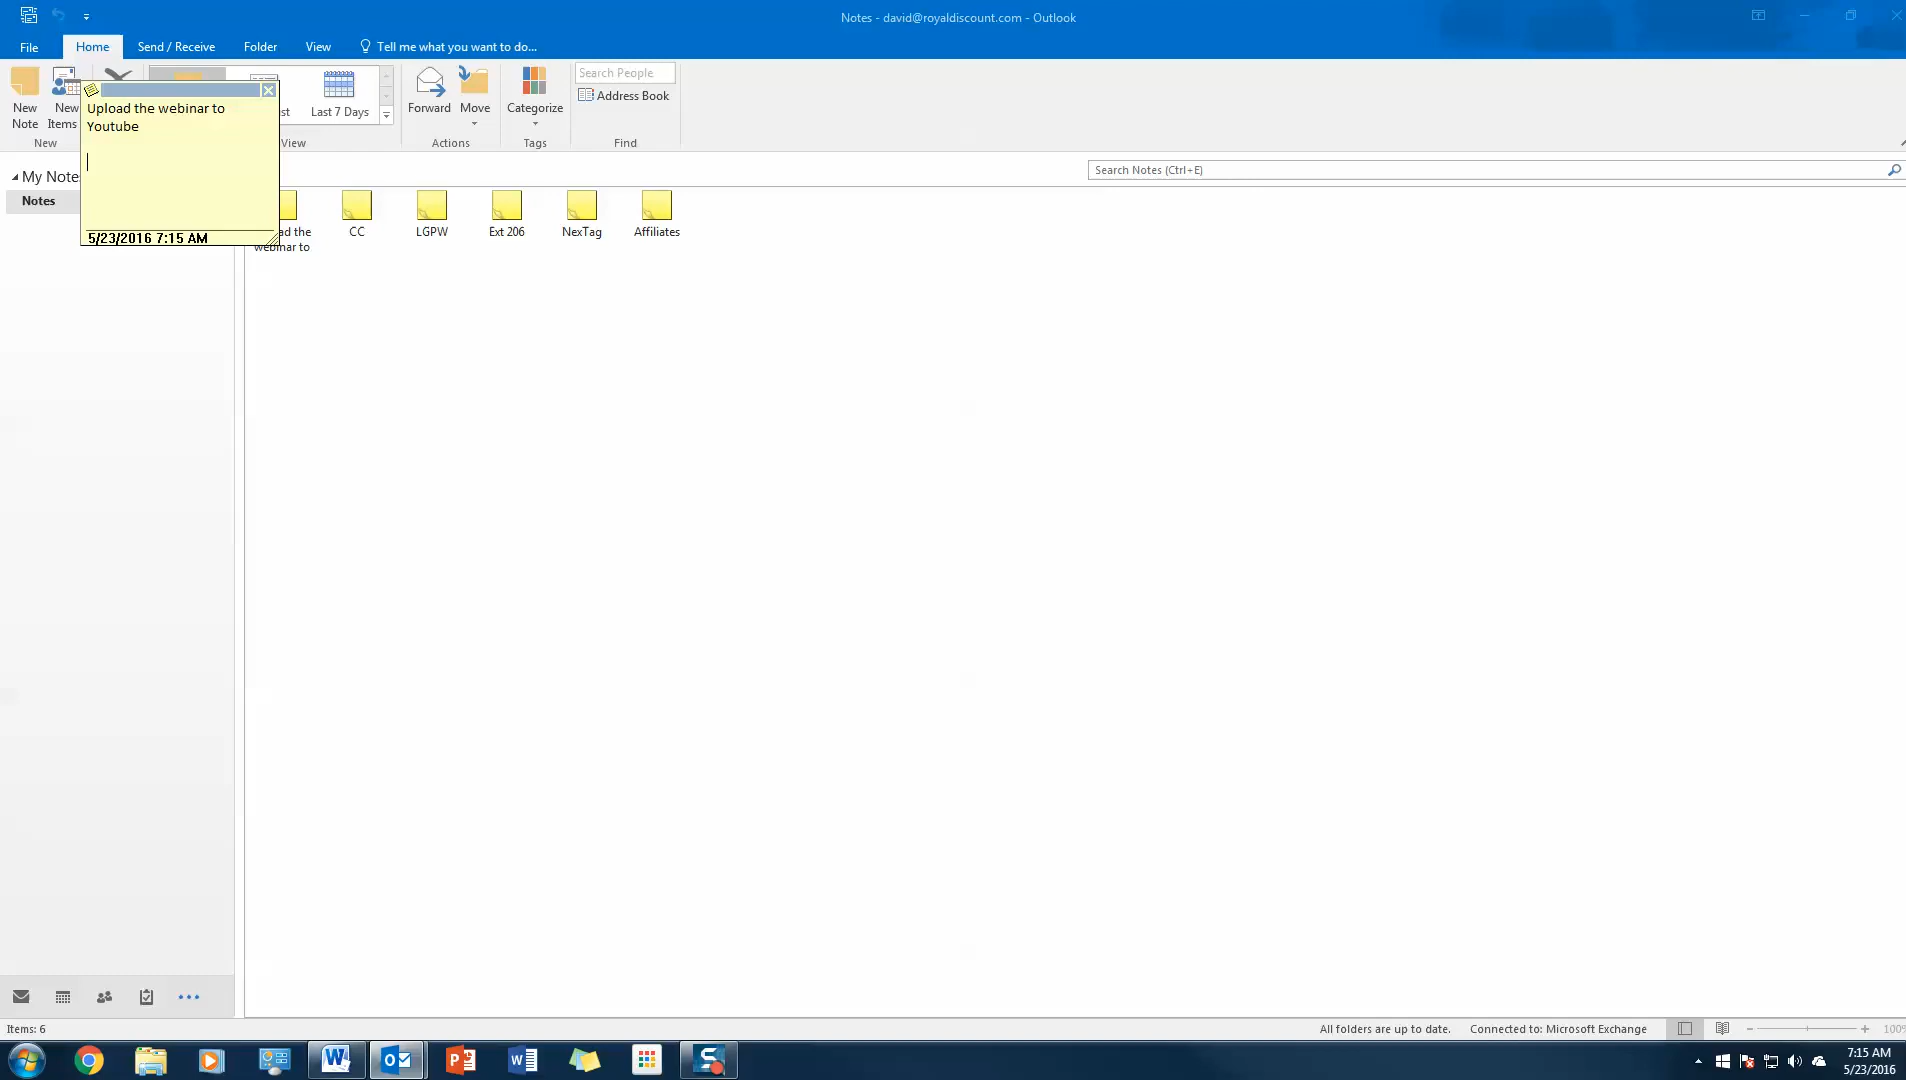 Notes - david@royaldiscount.com - Outlook
File Home Send / Receive Folder View Tell me what you want to do...
New Note
New Items
Last 7 Days
Forward
Move
Categorize
Search People
Address Book
New
View
Actions
Tags
Find
Upload the webinar to
Youtube
5/23/2016 7:15 AM
Search Notes (Ctrl+E)
Notes
webinar to
CC
LGPW
Ext 206
NexTag
Affiliates
Items: 6
All folders are up to date.
Connected to: Microsoft Exchange
7:15 AM
5/23/2016